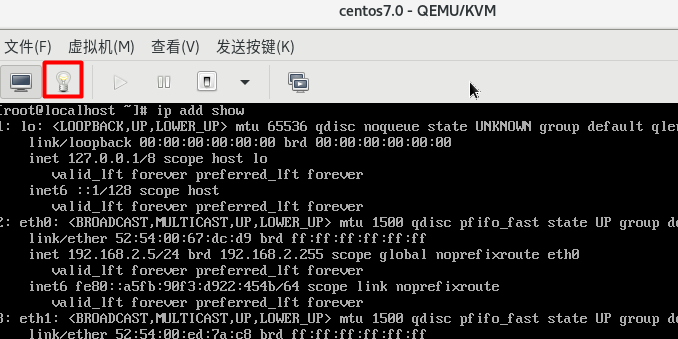 centos7.0 - QEMU/KVM
文件(F) 虚拟机(M) 查看(V) 发送按键(K)
[root@localhost ~]# ip add show
1: lo: <LOOPBACK,UP,LOWER_UP> mtu 65536 qdisc noqueue state UNKNOWN group default qlen
link/loopback 00:00:00:00:00:00 brd 00:00:00:00:00:00
inet 127.0.0.1/8 scope host lo
valid_lft forever preferred_lft forever
inet6 ::1/128 scope host
valid_lft forever preferred_lft forever
2: eth0: <BROADCAST,MULTICAST,UP,LOWER_UP> mtu 1500 qdisc pfifo_fast state UP group de
link/ether 52:54:00:67:dc:d9 brd ff:ff:ff:ff:ff:ff
inet 192.168.2.5/24 brd 192.168.2.255 scope global noprefixroute eth0
valid_lft forever preferred_lft forever
inet6 fe80::a5fb:90f3:d922:454b/64 scope link noprefixroute
valid_lft forever preferred_lft forever
3: eth1: <BROADCAST,MULTICAST,UP,LOWER_UP> mtu 1500 qdisc pfifo_fast state UP group de
link/ether 52:54:00:ed:7a:c8 brd ff:ff:ff:ff:ff:ff